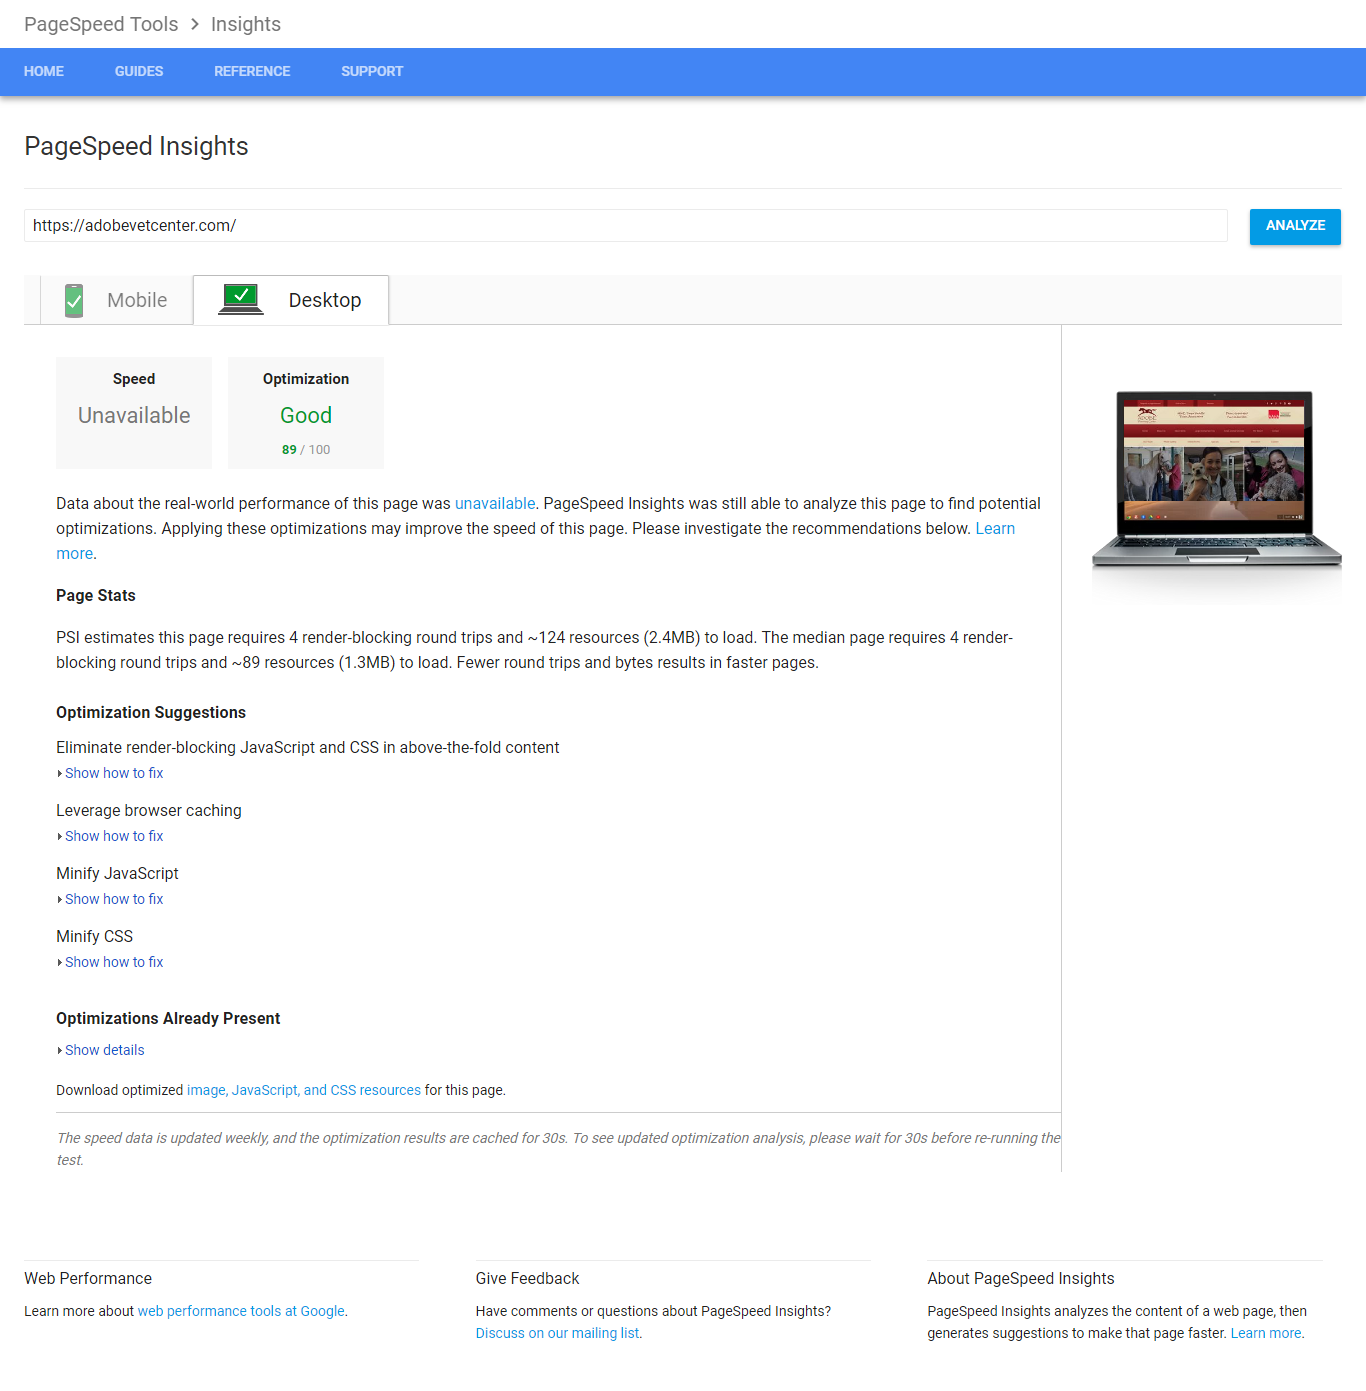 PageSpeed Tools > Insights
HOME GUIDES REFERENCE SUPPORT
PageSpeed Insights
https://adobevetcenter.com/
ANALYZE
Mobile
Desktop
Speed
Unavailable
Optimization
Good
89 / 100
Data about the real-world performance of this page was unavailable. PageSpeed Insights was still able to analyze this page to find potential
optimizations. Applying these optimizations may improve the speed of this page. Please investigate the recommendations below. Learn
more.
Page Stats
PSI estimates this page requires 4 render-blocking round trips and ~124 resources (2.4MB) to load. The median page requires 4 render-
blocking round trips and ~89 resources (1.3MB) to load. Fewer round trips and bytes results in faster pages.
Optimization Suggestions
Eliminate render-blocking JavaScript and CSS in above-the-fold content
Show how to fix
Leverage browser caching
Show how to fix
Minify JavaScript
Show how to fix
Minify CSS
Show how to fix
Optimizations Already Present
Show details
Download optimized image, JavaScript, and CSS resources for this page.
The speed data is updated weekly, and the optimization results are cached for 30s. To see updated optimization analysis, please wait for 30s before re-running the
test.
Web Performance
Learn more about web performance tools at Google.
Give Feedback
Have comments or questions about PageSpeed Insights?
Discuss on our mailing list.
About PageSpeed Insights
PageSpeed Insights analyzes the content of a web page, then
generates suggestions to make that page faster. Learn more.